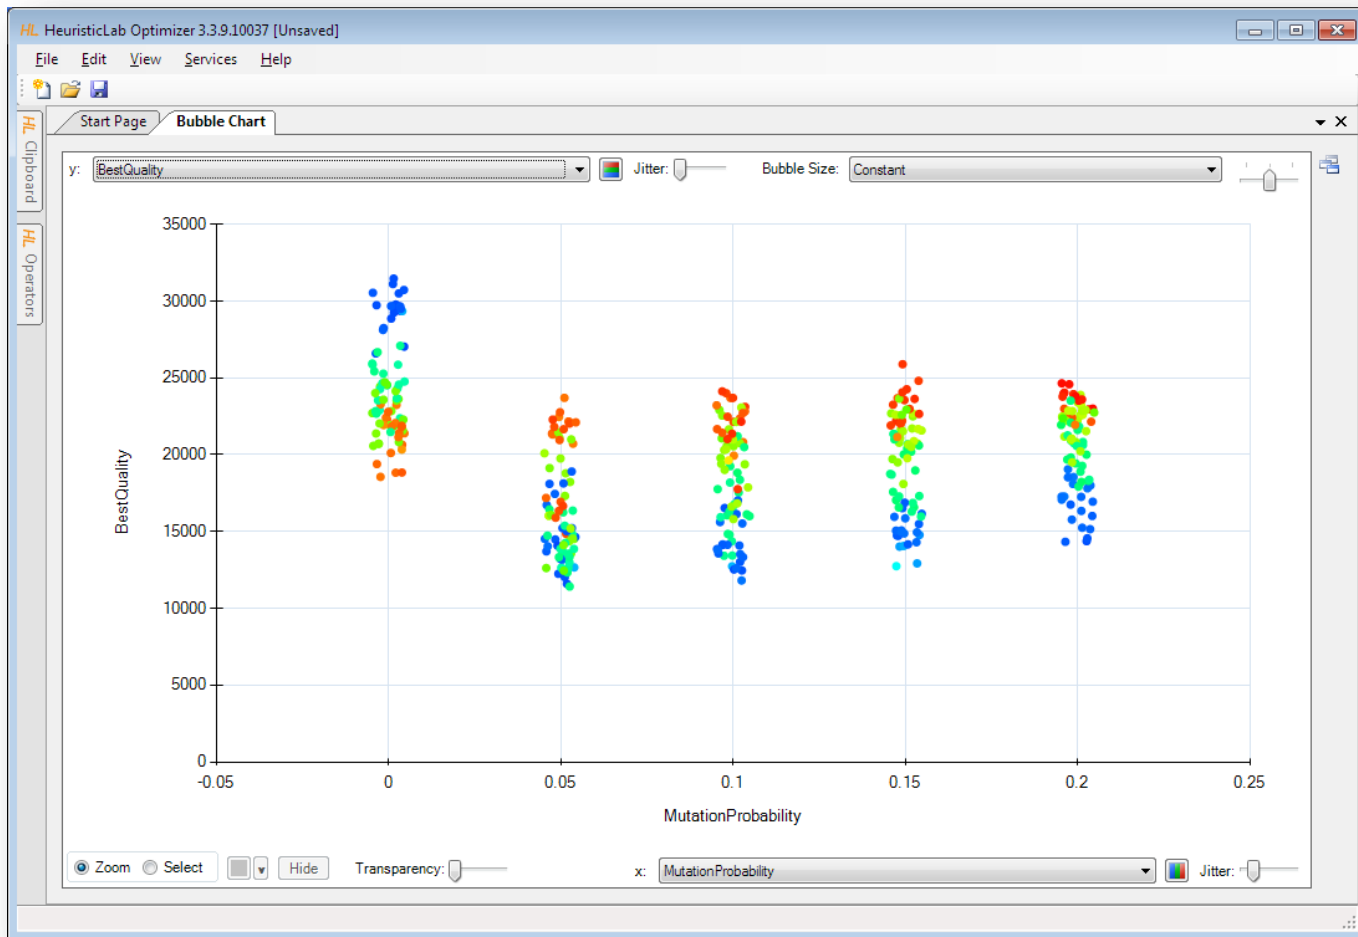 HL HeuristicLab Optimizer 3.3.9.10037 [Unsaved]
File Edit View Services Help
Start Page Bubble Chart
HL Clipboard
HL Operators
y: BestQuality Jitter: Bubble Size: Constant
35000
30000
25000
20000
15000
10000
5000
0
BestQuality
-0.05 0 0.05 0.1 0.15 0.2 0.25
MutationProbability
Zoom Select Hide Transparency: x: MutationProbability Jitter: